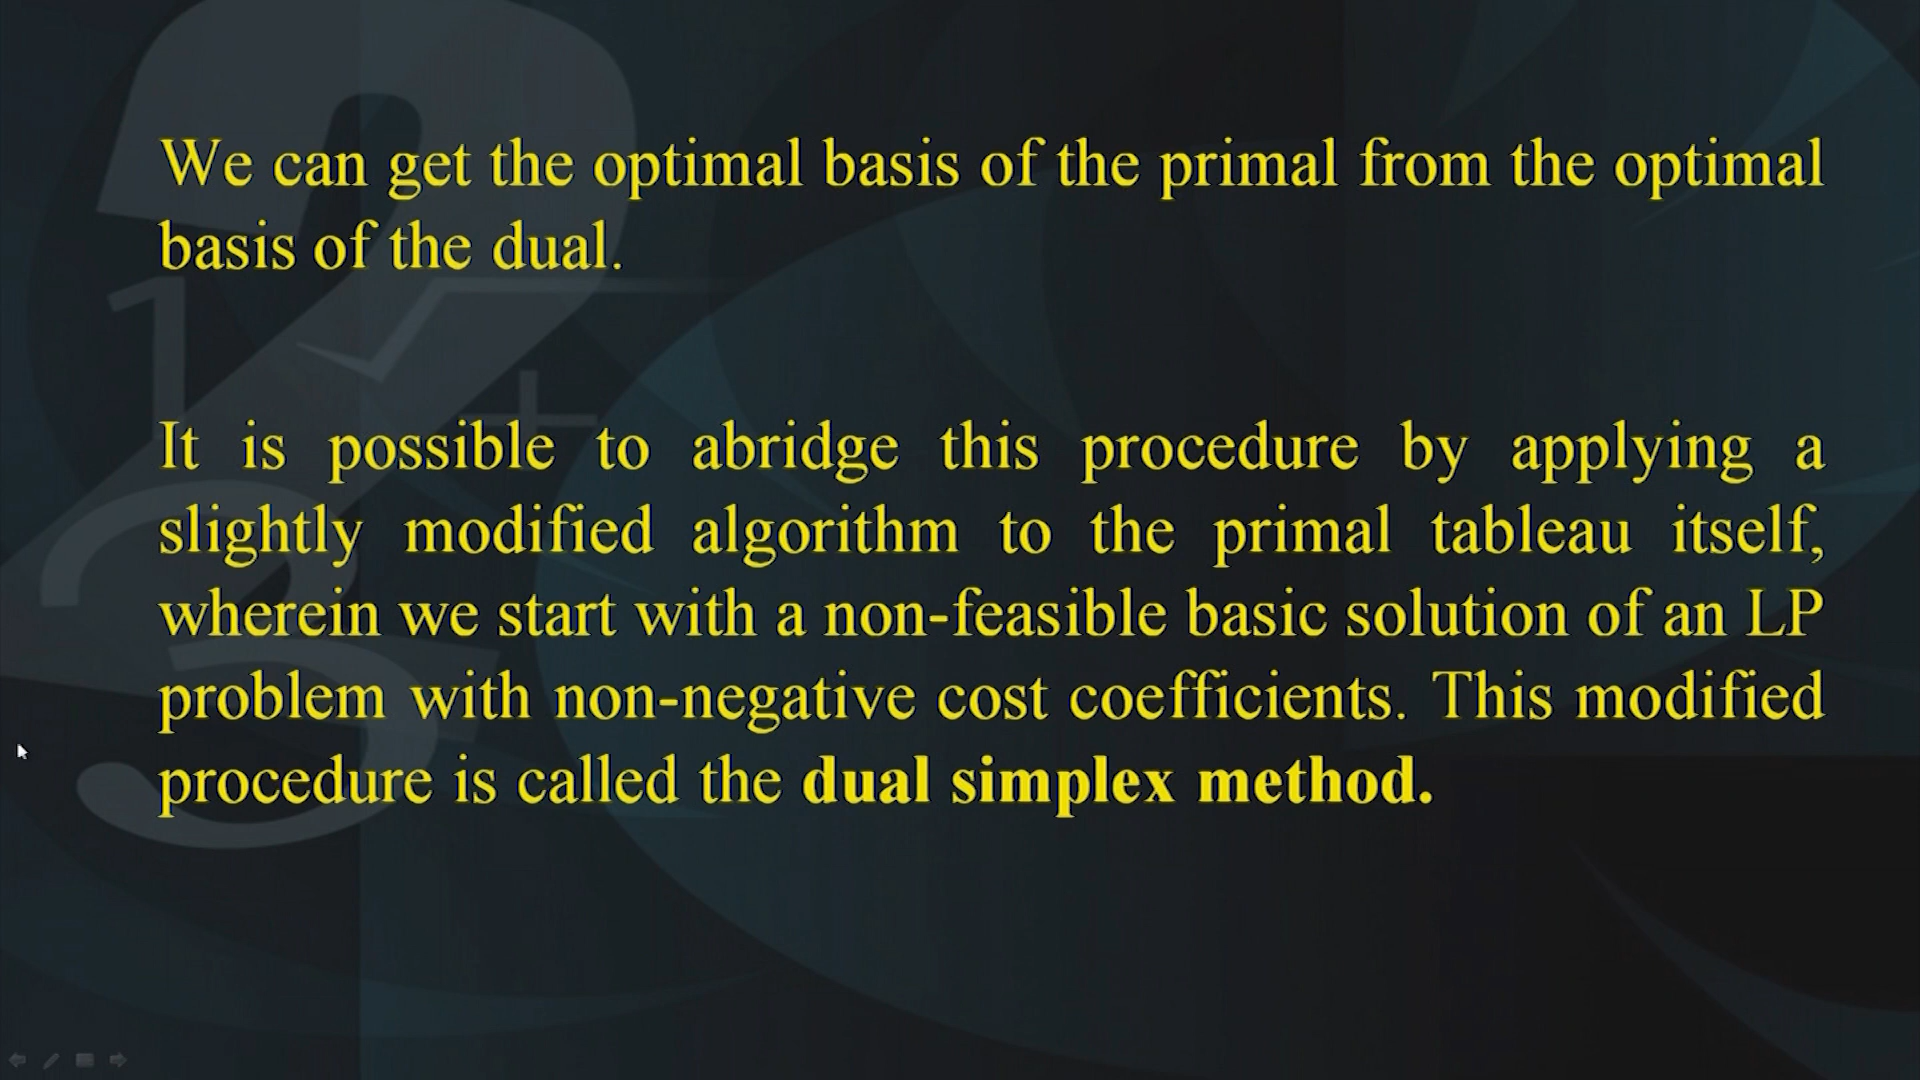 We can get the optimal basis of the primal from the optimal
basis of the dual.
It is possible to abridge this procedure by applying a
slightly modified algorithm to the primal tableau itself,
wherein we start with a non-feasible basic solution of an LP
problem with non-negative cost coefficients. This modified
procedure is called the dual simplex method.